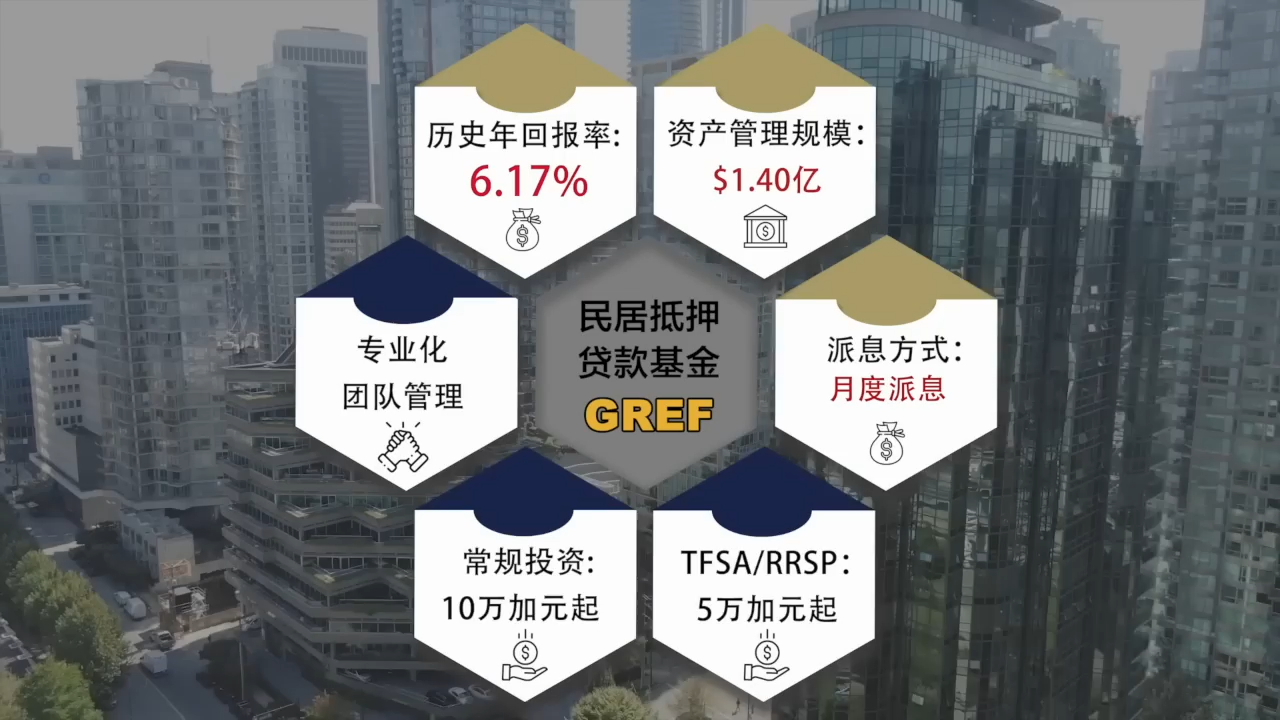 历史年回报率:
6.17%
资产管理规模:
$1.40亿
专业化
团队管理
民居抵押
贷款基金
GREF
派息方式:
月度派息
常规投资:
10万加元起
TFSA/RRSP:
5万加元起